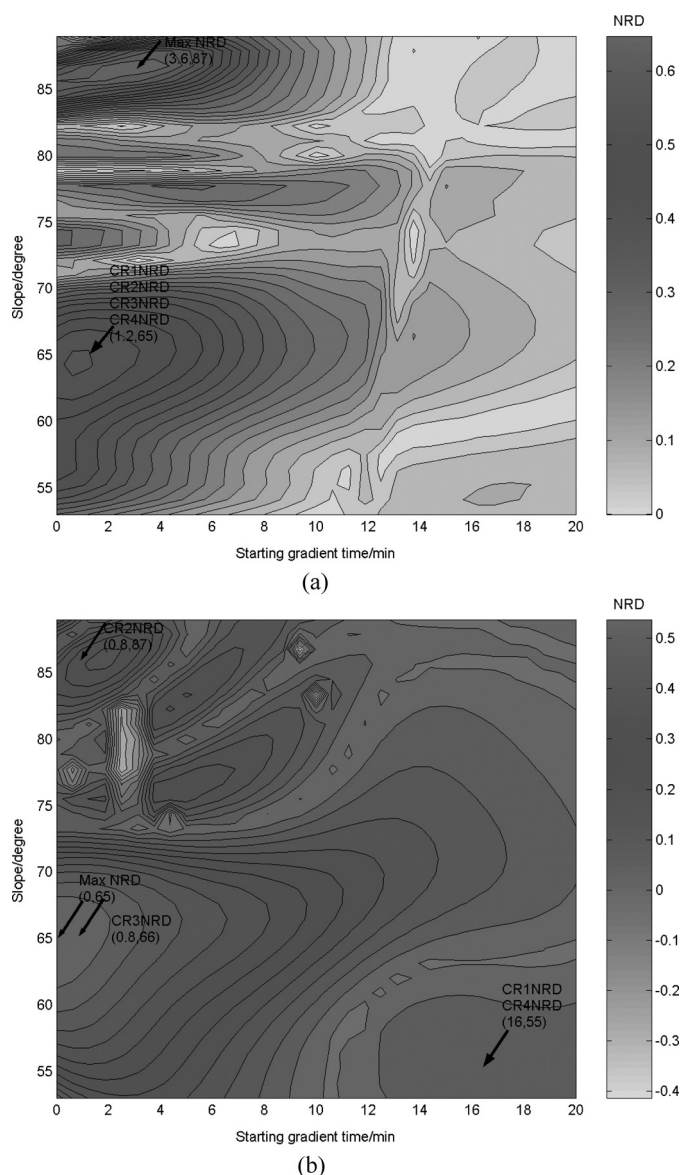 NRD
Max NRD
(3.6,87)
CR1NRD
CR2NRD
CR3NRD
CR4NRD
(1.2,65)
85
80
75
70
65
60
55
Slope/degree
0 2 4 6 8 10 12 14 16 18 20
Starting gradient time/min
0.6
0.5
0.4
0.3
0.2
0.1
0
(a)
NRD
CR2NRD
(0.8,87)
Max NRD
(0,65)
CR3NRD
(0.8,66)
CR1NRD
CR4NRD
(16,55)
85
80
75
70
65
60
55
Slope/degree
0 2 4 6 8 10 12 14 16 18 20
Starting gradient time/min
0.5
0.4
0.3
0.2
0.1
0
-0.1
-0.2
-0.3
-0.4
(b)